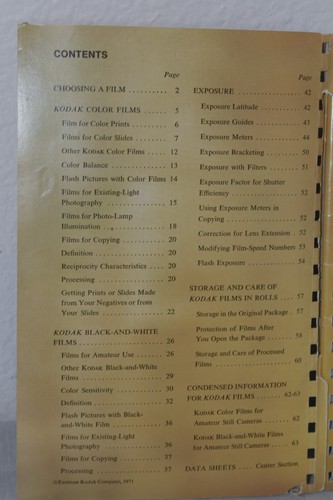 CONTENTS
Page
CHOOSING A FILM .......... 2
KODAK COLOR FILMS ....... 5
Film for Color Prints ......... 6
Films for Color Slides ........ 7
Other KODAK Color Films ..... 12
Color Balance .............. 13
Flash Pictures with Color Films 14
Films for Existing-Light
Photography .............. 15
Films for Photo-Lamp
Illumination .............. 18
Films for Copying ........... 20
Definition .................. 20
Reciprocity Characteristics .... 20
Processing ................. 20
Getting Prints or Slides Made
from Your Negatives or from
Your Slides .............. 22
KODAK BLACK-AND-WHITE
FILMS ..................... 26
Films for Amateur Use ....... 26
Other KODAK Black-and-White
Films ................... 29
Color Sensitivity ............ 30
Definition .................. 32
Flash Pictures with Black-
and-White Film ........... 36
Films for Existing-Light
Photography .............. 36
Films for Copying ........... 37
Processing ................. 37
©Eastman Kodak Company, 1971
Page
EXPOSURE ................. 42
Exposure Latitude ........... 42
Exposure Guides ............ 43
Exposure Meters ............ 44
Exposure Bracketing ......... 50
Exposure with Filters ........ 51
Exposure Factor for Shutter
Efficiency ................ 52
Using Exposure Meters in
Copying ................. 52
Correction for Lens Extension .. 52
Modifying Film-Speed Numbers 53
Flash Exposure ............. 54
STORAGE AND CARE OF
KODAK FILMS IN ROLLS .... 57
Storage in the Original Package . 57
Protection of Films After
You Open the Package ..... 58
Storage and Care of Processed
Films ................... 60
CONDENSED INFORMATION
FOR KODAK FILMS ....... 62-63
KODAK Color Films for
Amateur Still Cameras ..... 62
KODAK Black-and-White Films
for Amateur Still Cameras ... 63
DATA SHEETS .... Center Section